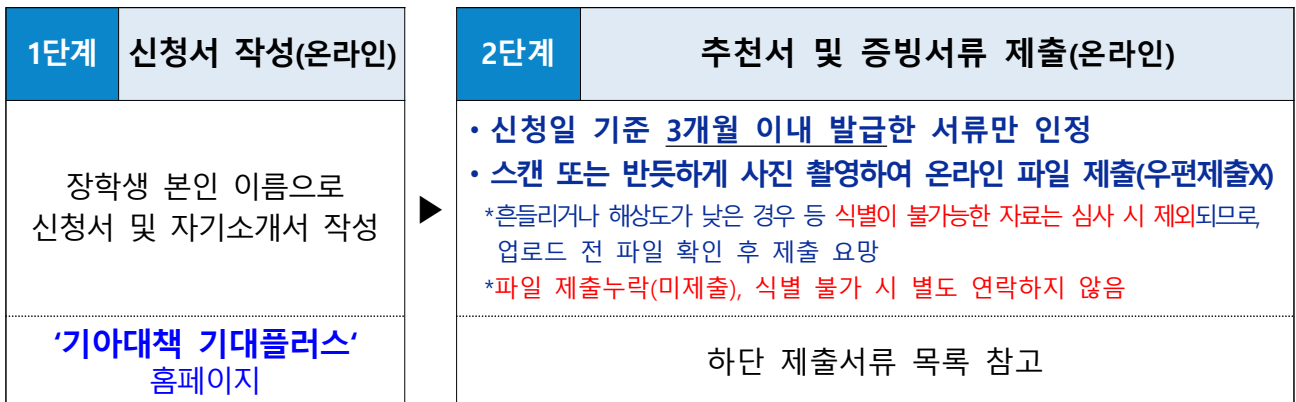 1단계 신청서 작성(온라인)
장학생 본인 이름으로
신청서 및 자기소개서 작성
‘기아대책 기대플러스‘
홈페이지
▶
2단계 추천서 및 증빙서류 제출(온라인)
• 신청일 기준 3개월 이내 발급한 서류만 인정
• 스캔 또는 반듯하게 사진 촬영하여 온라인 파일 제출(우편제출X)
*흔들리거나 해상도가 낮은 경우 등 식별이 불가능한 자료는 심사 시 제외되므로,
업로드 전 파일 확인 후 제출 요망
*파일 제출누락(미제출), 식별 불가 시 별도 연락하지 않음
하단 제출서류 목록 참고